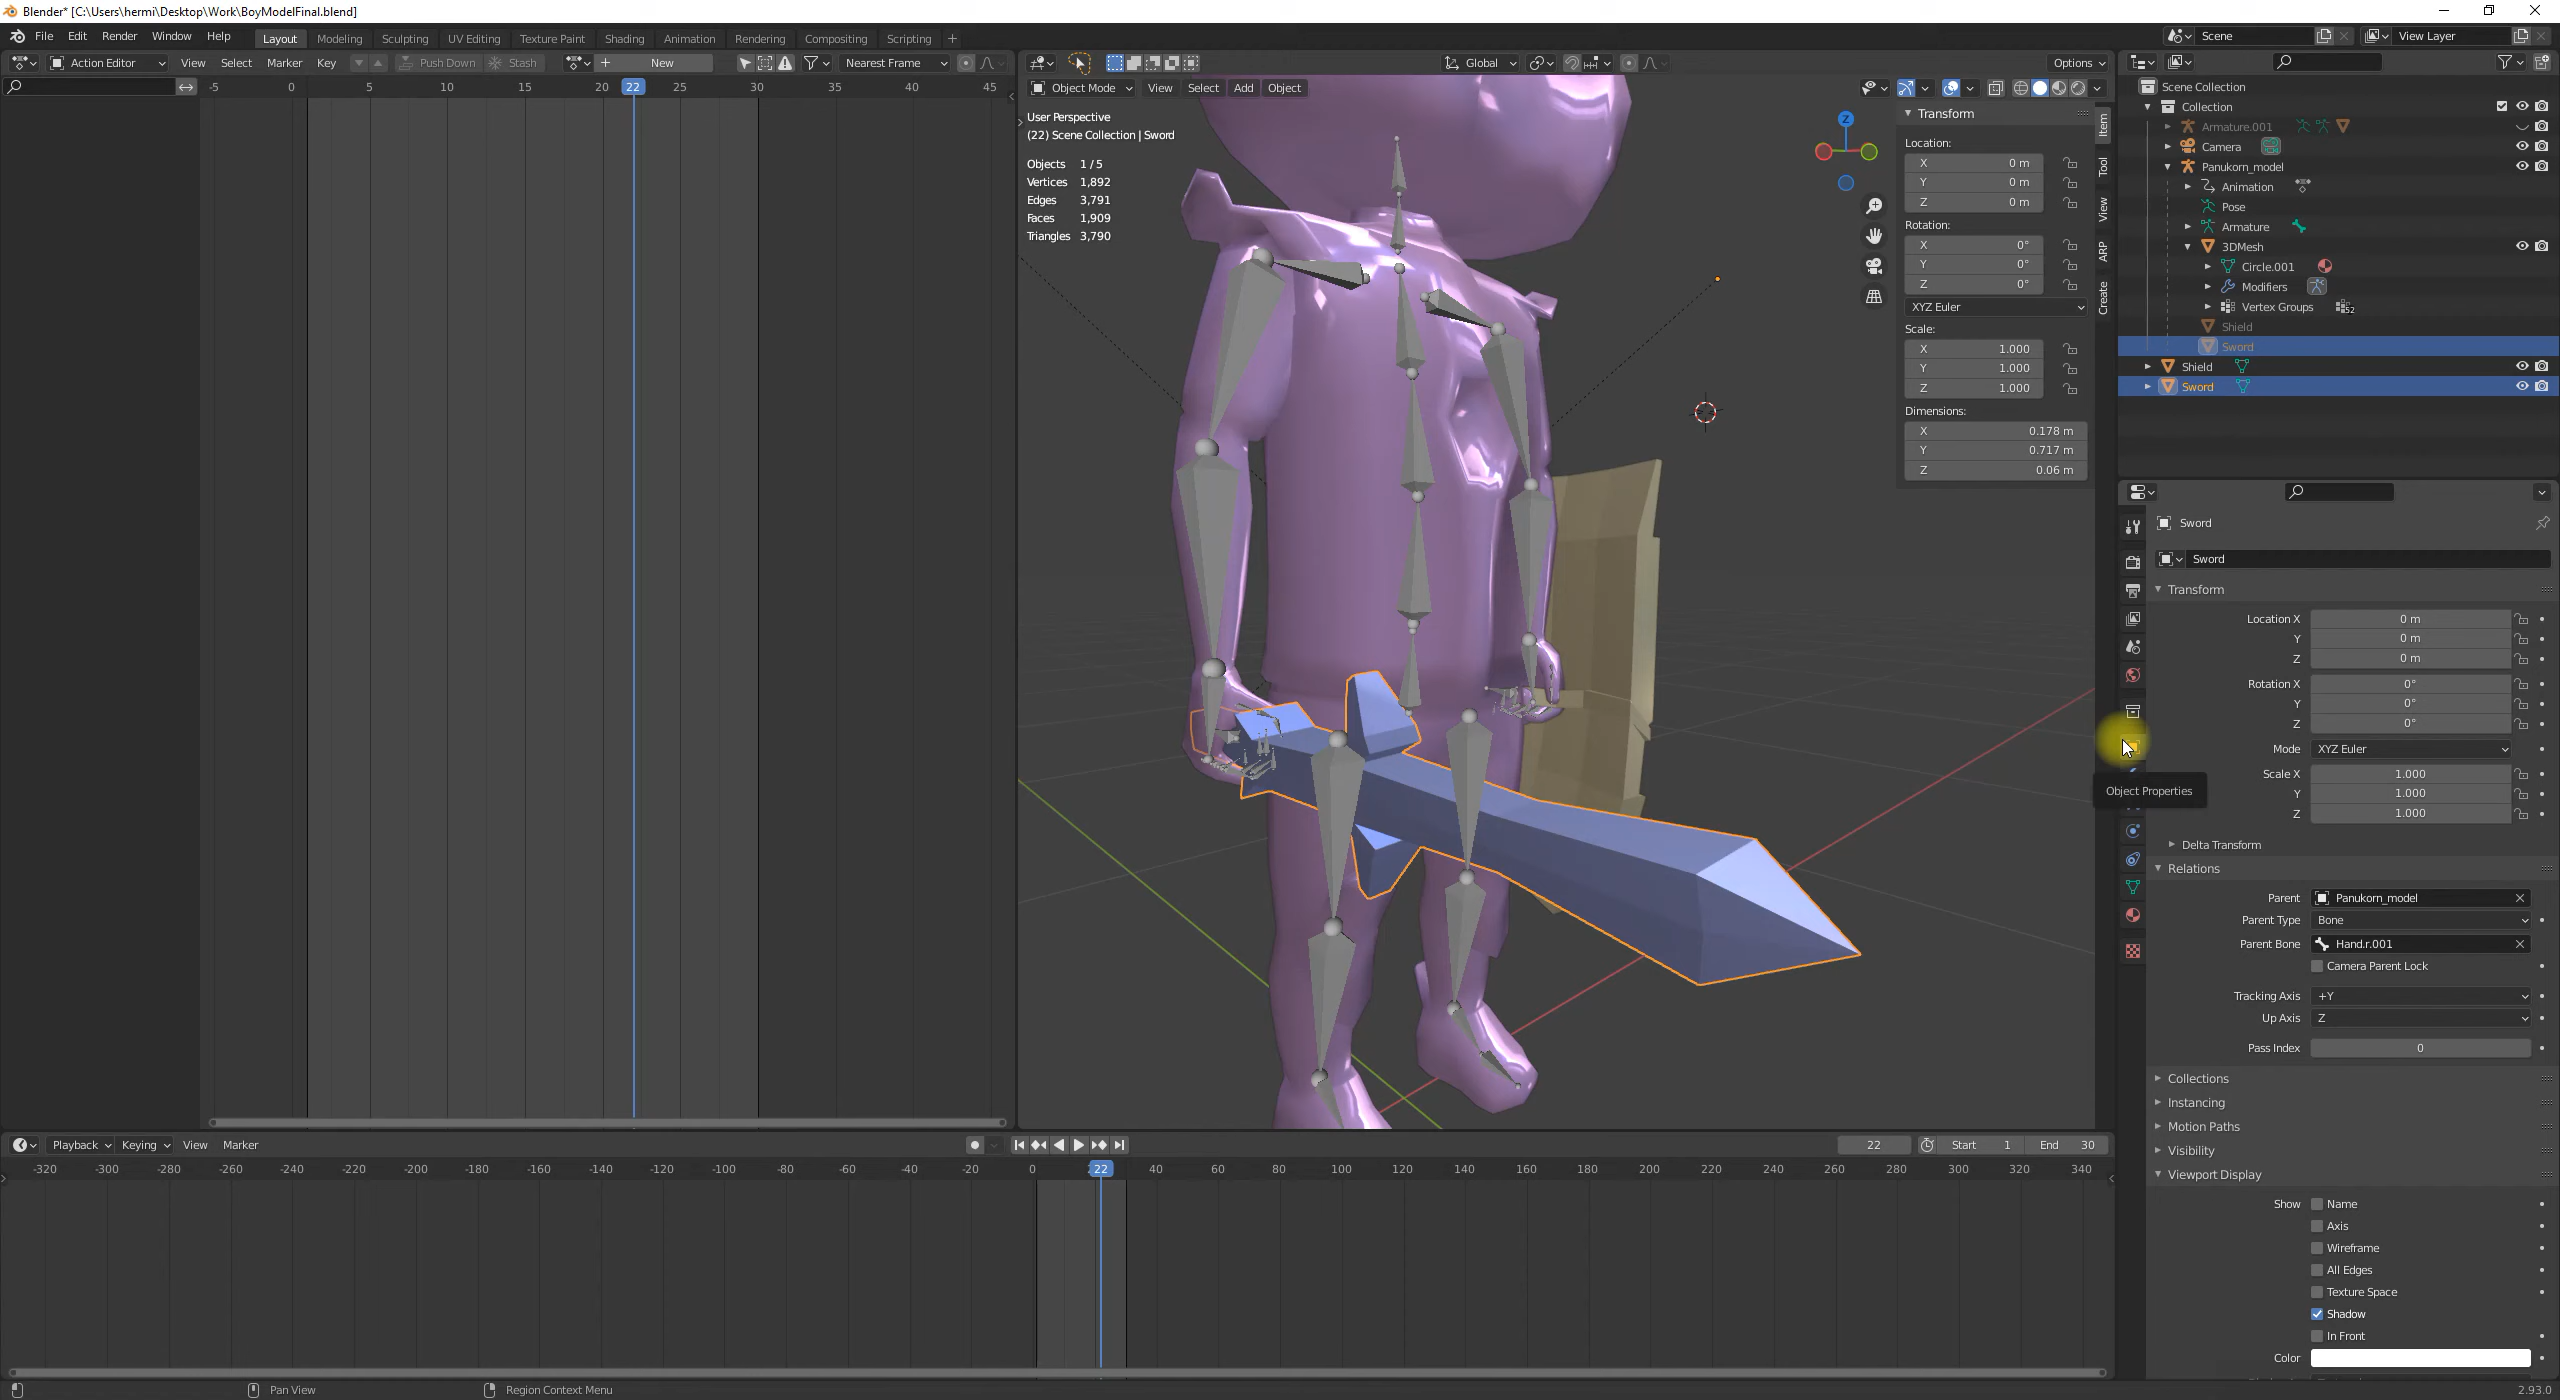 Blender* [C:\Users\hermi\Desktop\Work\BoyModelFinal.blend]
File Edit Render Window Help Layout Modeling Sculpting UV Editing Texture Paint Shading Animation Rendering Compositing Scripting + Scene View Layer
Action Editor View Select Marker Key Push Down Stash + New Nearest Frame Global Options
-5 0 5 10 15 20 22 25 30 35 40 45
Object Mode View Select Add Object
User Perspective
(22) Scene Collection | Sword
Objects 1/5
Vertices 1,892
Edges 3,791
Faces 1,909
Triangles 3,790
Z
Transform
Location:
X 0 m
Y 0 m
Z 0 m
Rotation:
X 0°
Y 0°
Z 0°
XYZ Euler
Scale:
X 1.000
Y 1.000
Z 1.000
Dimensions:
X 0.178 m
Y 0.717 m
Z 0.06 m
Item
Tool
View
ARP
Create
Scene Collection
Collection
Armature.001
Camera
Panukorn_model
Animation
Pose
Armature
3DMesh
Circle.001
Modifiers
Vertex Groups 52
Shield
Sword
Shield
Sword
Sword
Sword
Transform
Location X 0 m
Y 0 m
Z 0 m
Rotation X 0°
Y 0°
Z 0°
Mode XYZ Euler
Scale X 1.000
Y 1.000
Z 1.000
Object Properties
Delta Transform
Relations
Parent Panukorn_model
Parent Type Bone
Parent Bone Hand.r.001
Camera Parent Lock
Tracking Axis +Y
Up Axis Z
Pass Index 0
Collections
Instancing
Motion Paths
Visibility
Viewport Display
Show Name
Axis
Wireframe
All Edges
Texture Space
Shadow
In Front
Color
Playback Keying View Marker 22 Start 1 End 30
-320 -300 -280 -260 -240 -220 -200 -180 -160 -140 -120 -100 -80 -60 -40 -20 0 22 40 60 80 100 120 140 160 180 200 220 240 260 280 300 320 340
Pan View Region Context Menu 2.93.0